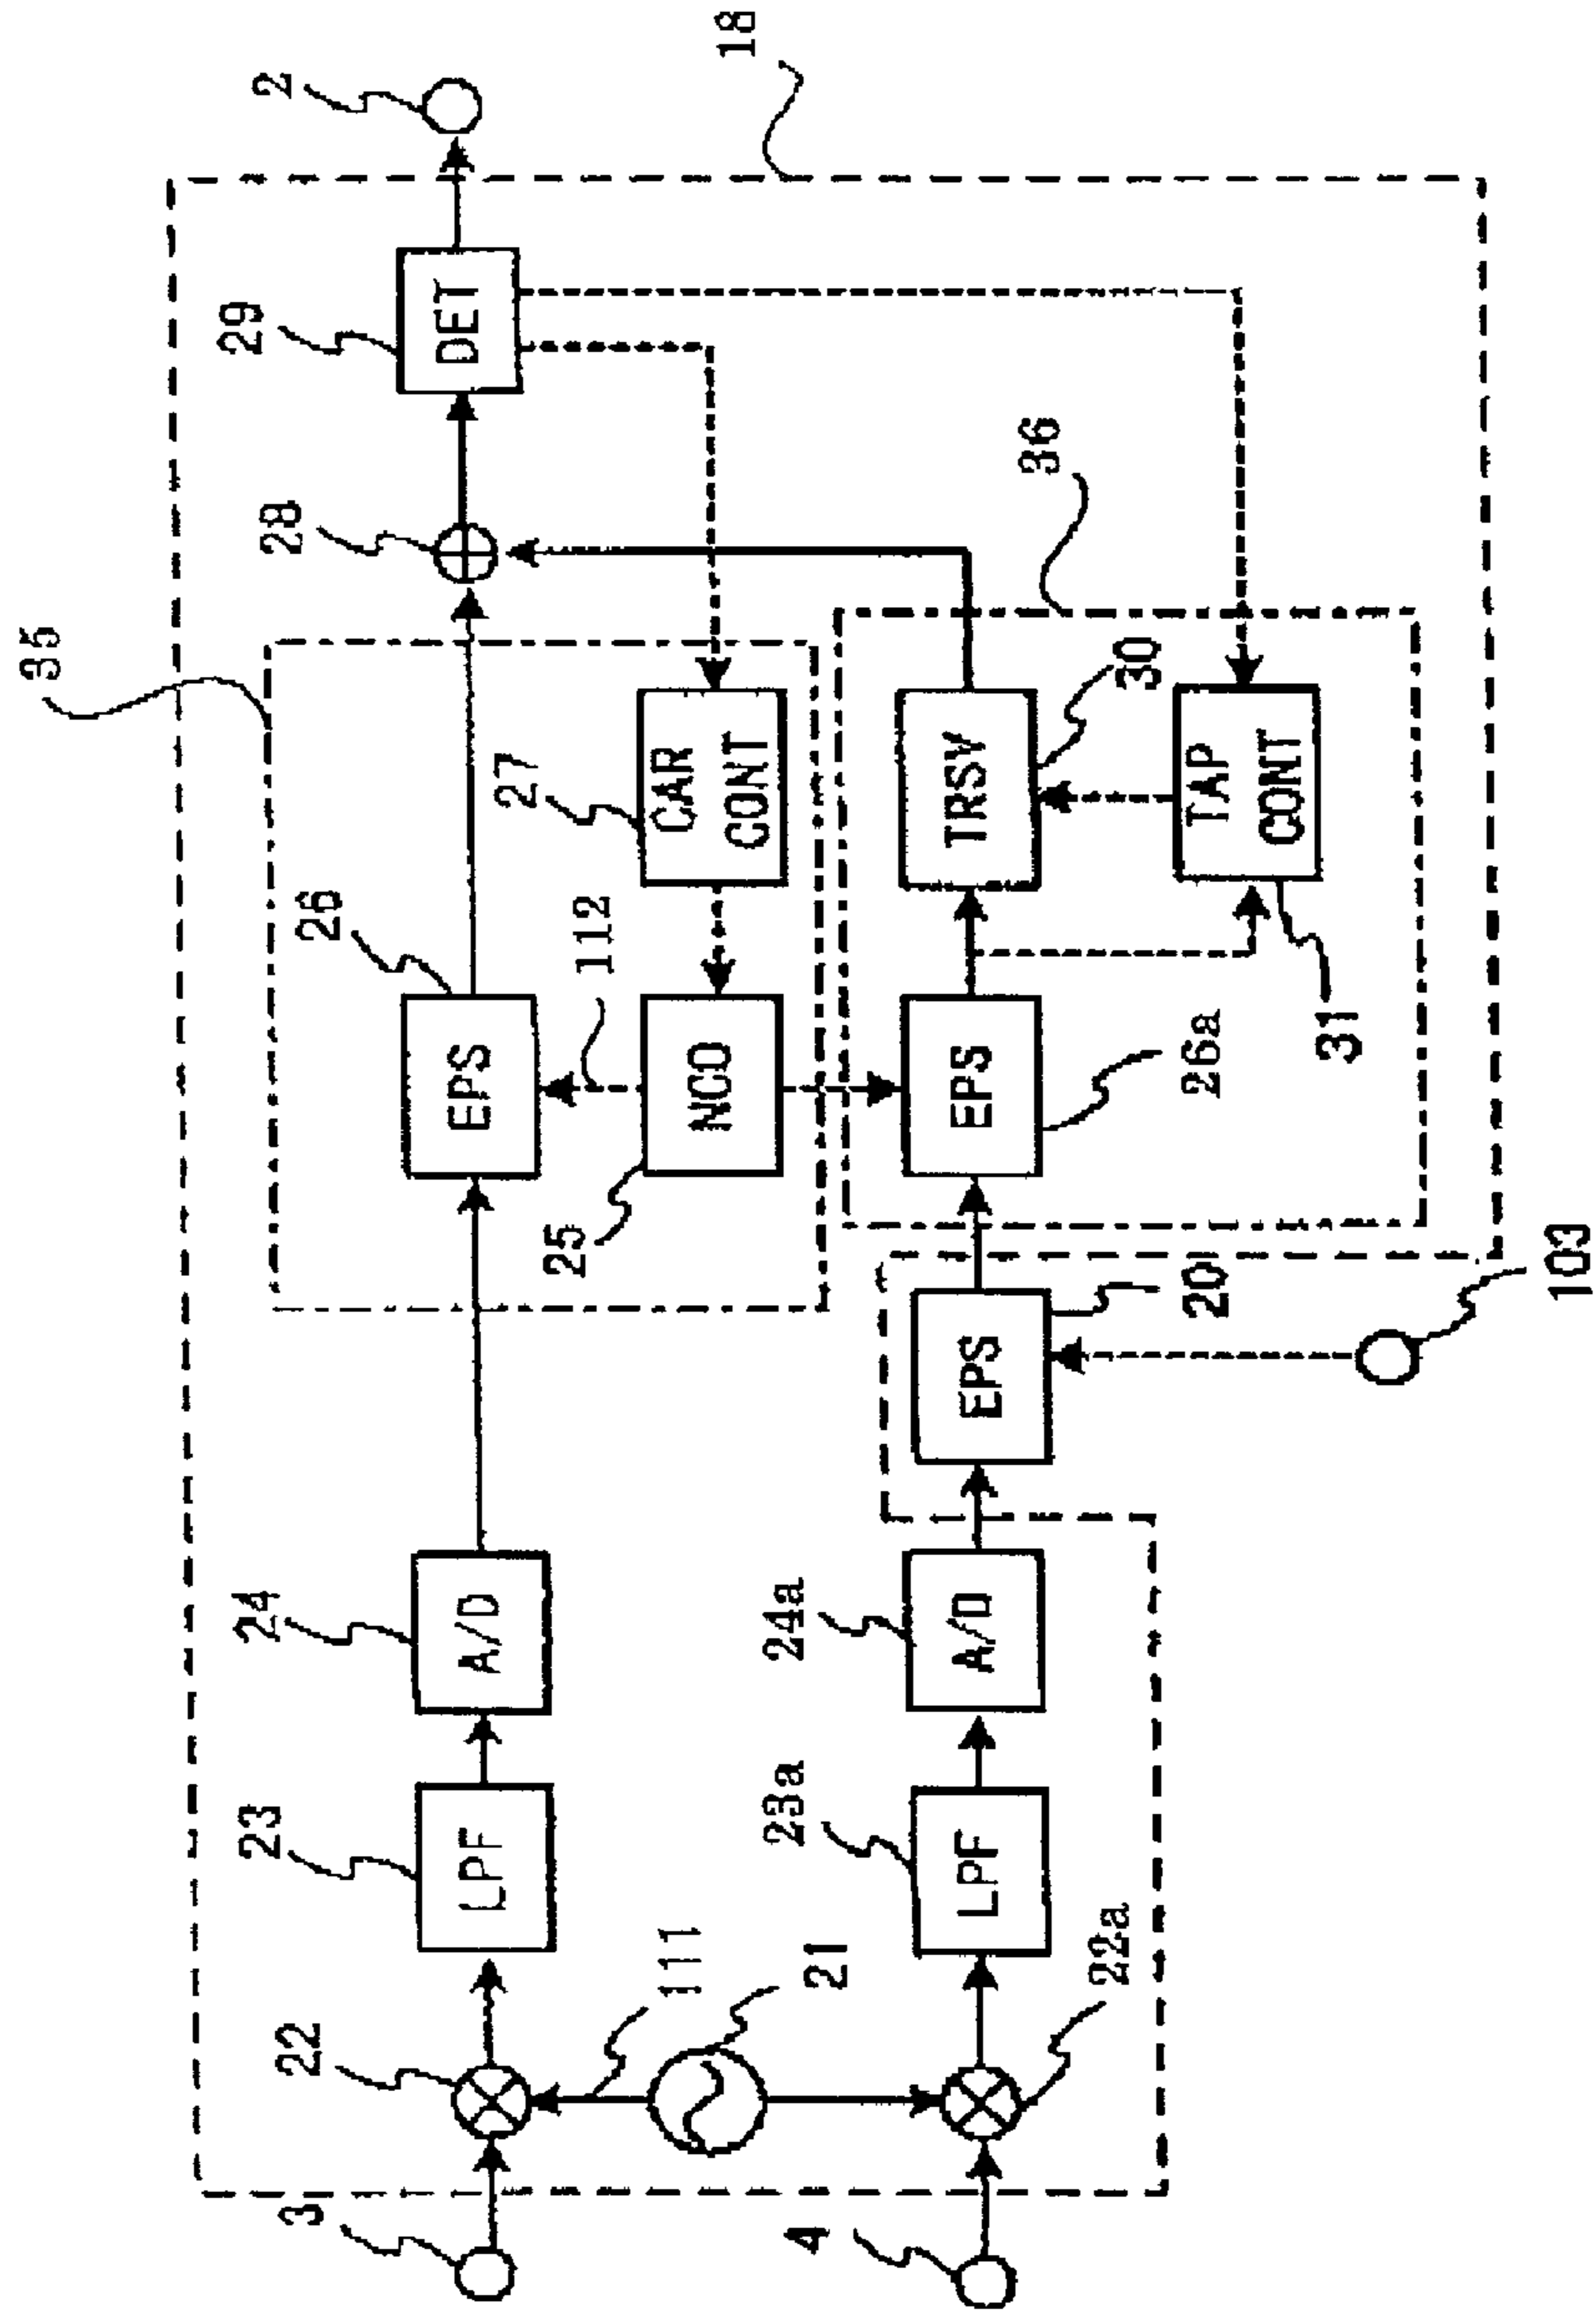 35
18
2
29
DET
28
36
26
EPS
27
CAR
CONT
112
25
NCO
30
TRSV
TAP
CONT
31
EPS
26a
EPS
20
103
24
A/D
24a
A/D
23
LPF
23a
LPF
22
111
21
22a
3
4